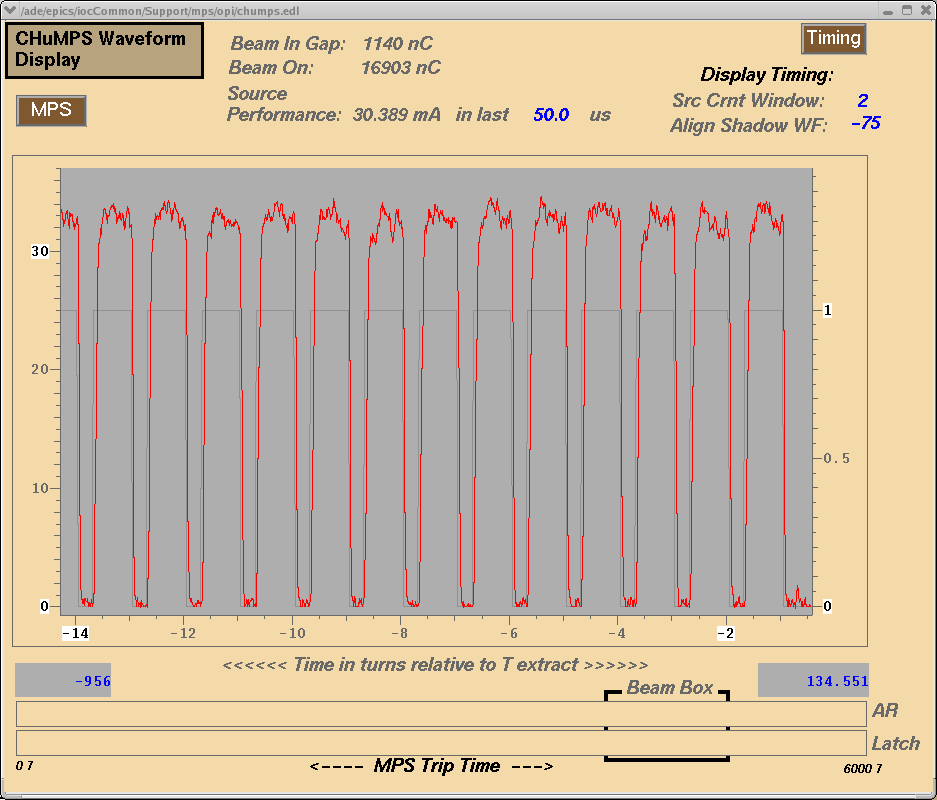 /ade/epics/iocCommon/Support/mps/opi/chumps.edl
CHuMPS Waveform
Display
Beam In Gap: 1140 nC
Beam On: 16903 nC
Source
Performance: 30.389 mA in last 50.0 us
Timing
Display Timing:
Src Crnt Window: 2
Align Shadow WF: -75
MPS
30
20
10
0
1
0.5
0
-14 -12 -10 -8 -6 -4 -2
<<<<<< Time in turns relative to T extract >>>>>>
-956
134.551
Beam Box
AR
Latch
0 7
<---- MPS Trip Time --->
6000 7